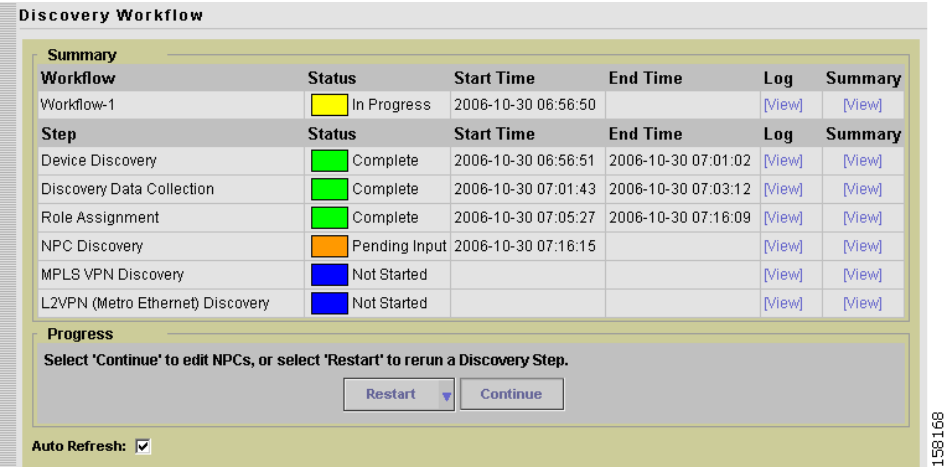 Discovery Workflow
Summary
Workflow Status Start Time End Time Log Summary
Workflow-1 In Progress 2006-10-30 06:56:50 [View] [View]
Step Status Start Time End Time Log Summary
Device Discovery Complete 2006-10-30 06:56:51 2006-10-30 07:01:02 [View] [View]
Discovery Data Collection Complete 2006-10-30 07:01:43 2006-10-30 07:03:12 [View] [View]
Role Assignment Complete 2006-10-30 07:05:27 2006-10-30 07:16:09 [View] [View]
NPC Discovery Pending Input 2006-10-30 07:16:15 [View] [View]
MPLS VPN Discovery Not Started [View] [View]
L2VPN (Metro Ethernet) Discovery Not Started [View] [View]
Progress
Select 'Continue' to edit NPCs, or select 'Restart' to rerun a Discovery Step.
Restart Continue
Auto Refresh:
158168